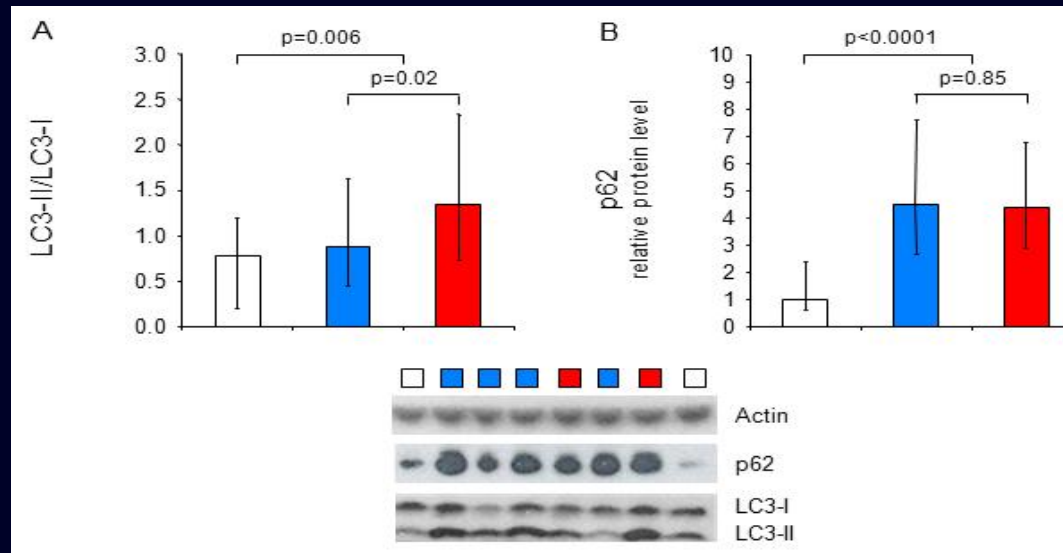 A
p=0.006
p=0.02
3.0
2.5
2.0
1.5
1.0
0.5
0.0
LC3-II/LC3-I
B
p<0.0001
p=0.85
10
9
8
7
6
5
4
3
2
1
0
p62
relative protein level
Actin
p62
LC3-I
LC3-II